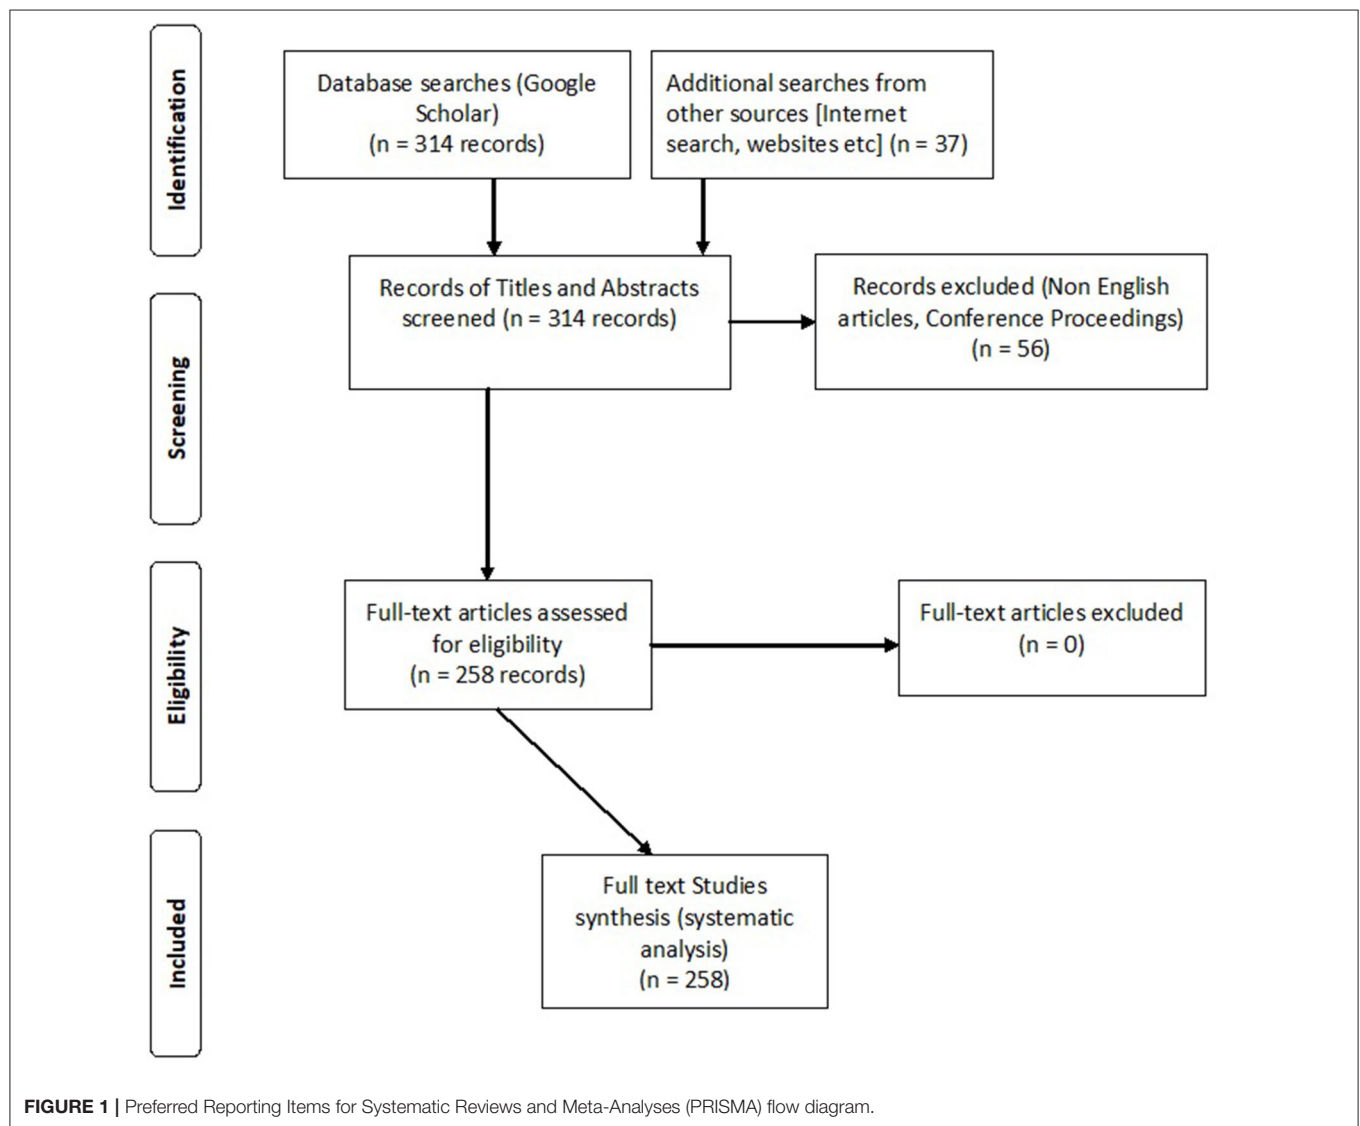 Identification
Database searches (Google
Scholar)
(n = 314 records)
Additional searches from
other sources [Internet
search, websites etc] (n = 37)
Screening
Records of Titles and Abstracts
screened (n = 314 records)
Records excluded (Non English
articles, Conference Proceedings)
(n = 56)
Eligibility
Full-text articles assessed
for eligibility
(n = 258 records)
Full-text articles excluded
(n = 0)
Included
Full text Studies
synthesis (systematic
analysis)
(n = 258)
FIGURE 1 | Preferred Reporting Items for Systematic Reviews and Meta-Analyses (PRISMA) flow diagram.